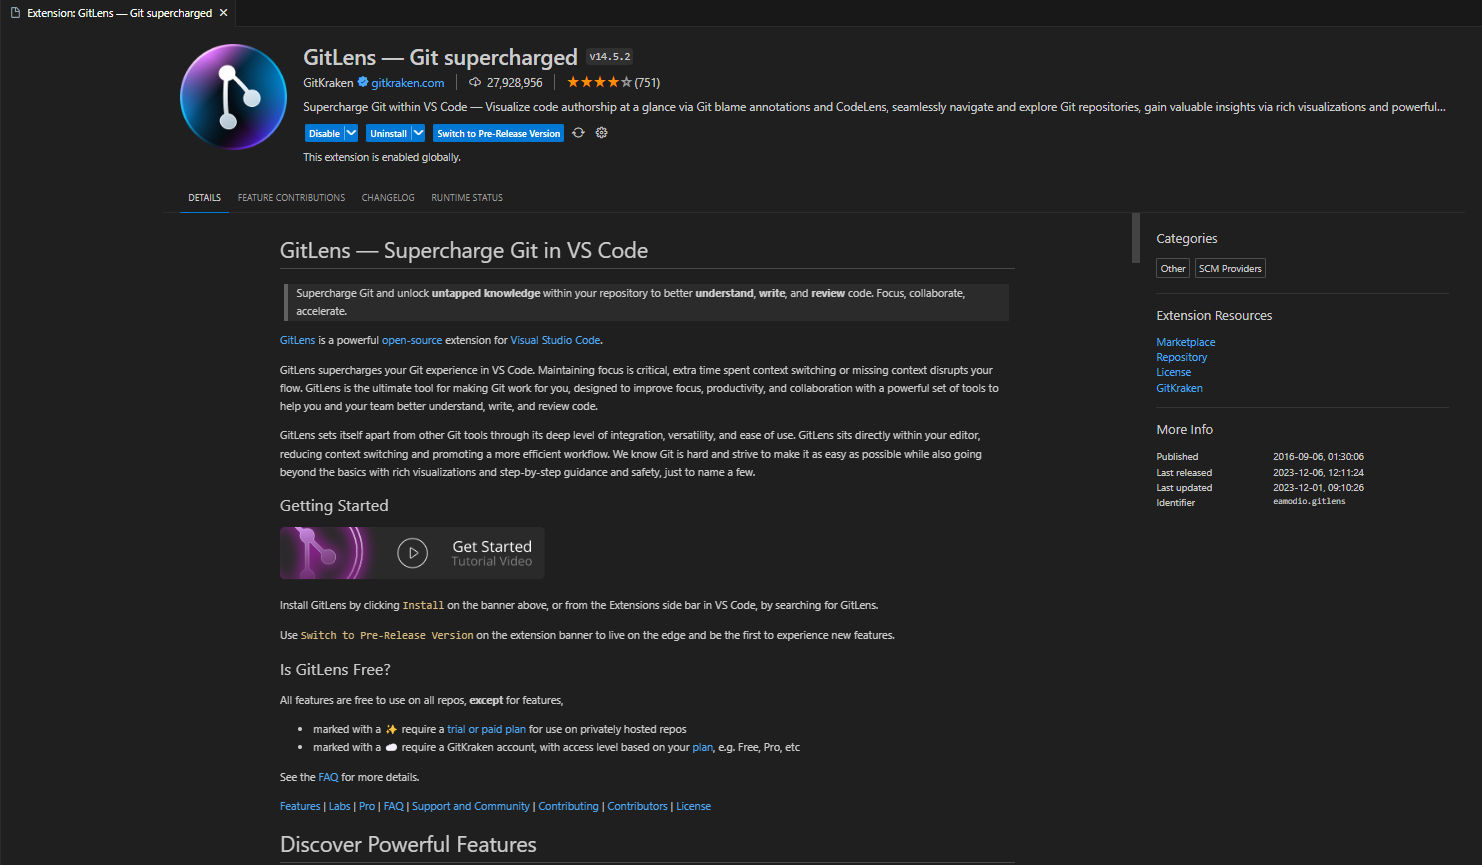 Extension: GitLens — Git supercharged
GitLens — Git supercharged v14.5.2
GitKraken gitkraken.com 27,928,956 (751)
Supercharge Git within VS Code — Visualize code authorship at a glance via Git blame annotations and CodeLens, seamlessly navigate and explore Git repositories, gain valuable insights via rich visualizations and powerful...
Disable Uninstall Switch to Pre-Release Version
This extension is enabled globally.
DETAILS FEATURE CONTRIBUTIONS CHANGELOG RUNTIME STATUS
GitLens — Supercharge Git in VS Code
Supercharge Git and unlock untapped knowledge within your repository to better understand, write, and review code. Focus, collaborate,
accelerate.
GitLens is a powerful open-source extension for Visual Studio Code.
GitLens supercharges your Git experience in VS Code. Maintaining focus is critical, extra time spent context switching or missing context disrupts your
flow. GitLens is the ultimate tool for making Git work for you, designed to improve focus, productivity, and collaboration with a powerful set of tools to
help you and your team better understand, write, and review code.
GitLens sets itself apart from other Git tools through its deep level of integration, versatility, and ease of use. GitLens sits directly within your editor,
reducing context switching and promoting a more efficient workflow. We know Git is hard and strive to make it as easy as possible while also going
beyond the basics with rich visualizations and step-by-step guidance and safety, just to name a few.
Getting Started
Get Started
Tutorial Video
Install GitLens by clicking Install on the banner above, or from the Extensions side bar in VS Code, by searching for GitLens.
Use Switch to Pre-Release Version on the extension banner to live on the edge and be the first to experience new features.
Is GitLens Free?
All features are free to use on all repos, except for features,
• marked with a ✨ require a trial or paid plan for use on privately hosted repos
• marked with a ☁️ require a GitKraken account, with access level based on your plan, e.g. Free, Pro, etc
See the FAQ for more details.
Features | Labs | Pro | FAQ | Support and Community | Contributing | Contributors | License
Discover Powerful Features
Categories
Other SCM Providers
Extension Resources
Marketplace
Repository
License
GitKraken
More Info
Published 2016-09-06, 01:30:06
Last released 2023-12-06, 12:11:24
Last updated 2023-12-01, 09:10:26
Identifier eamodio.gitlens